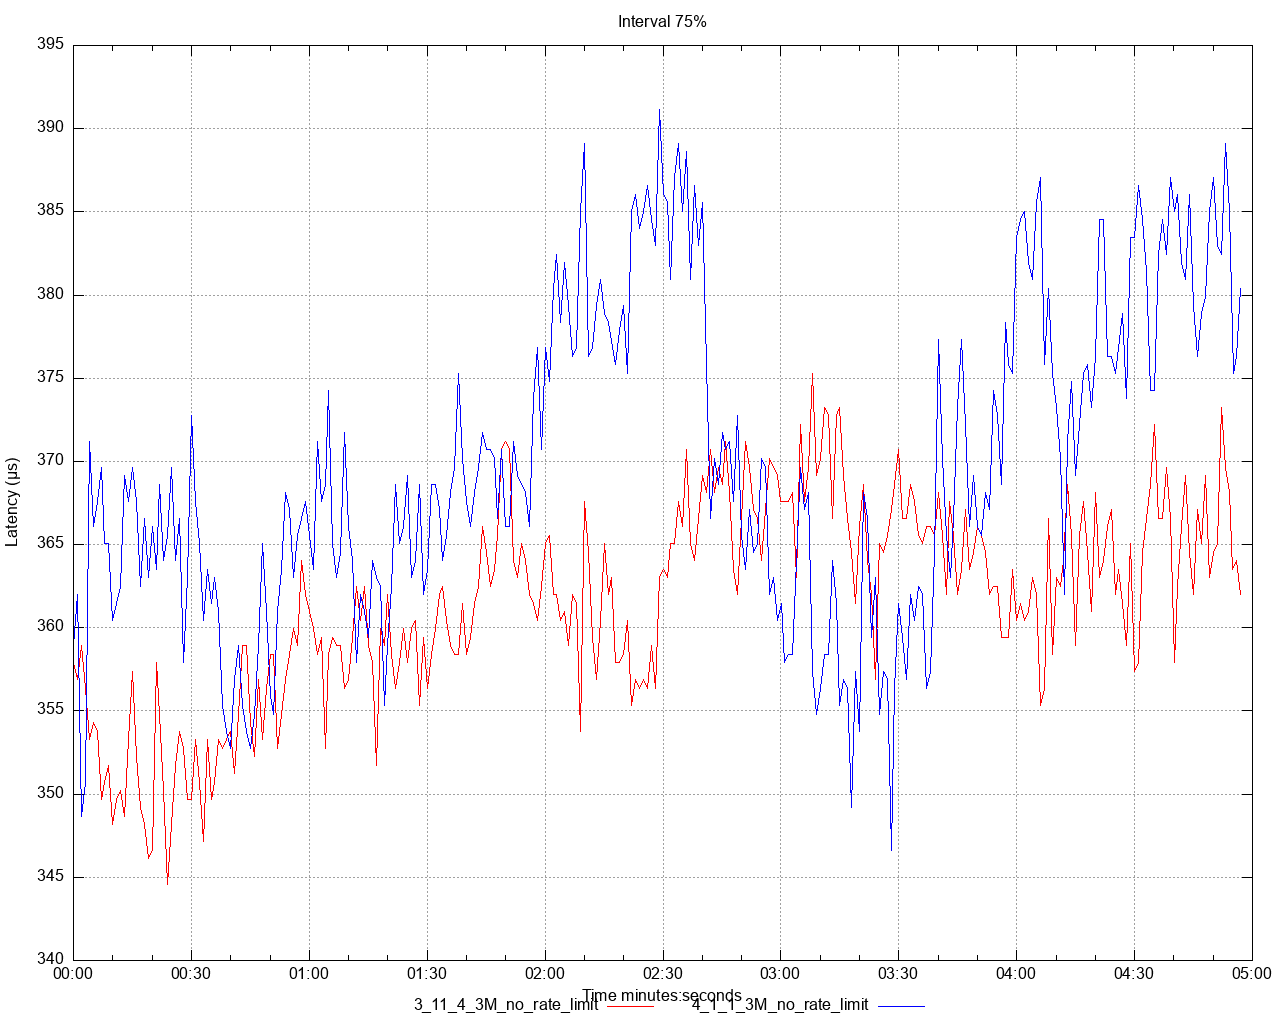 Interval 75%
Latency (µs)
395
390
385
380
375
370
365
360
355
350
345
340
00:00 00:30 01:00 01:30 02:00 02:30 03:00 03:30 04:00 04:30 05:00
Time minutes:seconds
3_11_4_3M_no_rate_limit 4_1_1_3M_no_rate_limit